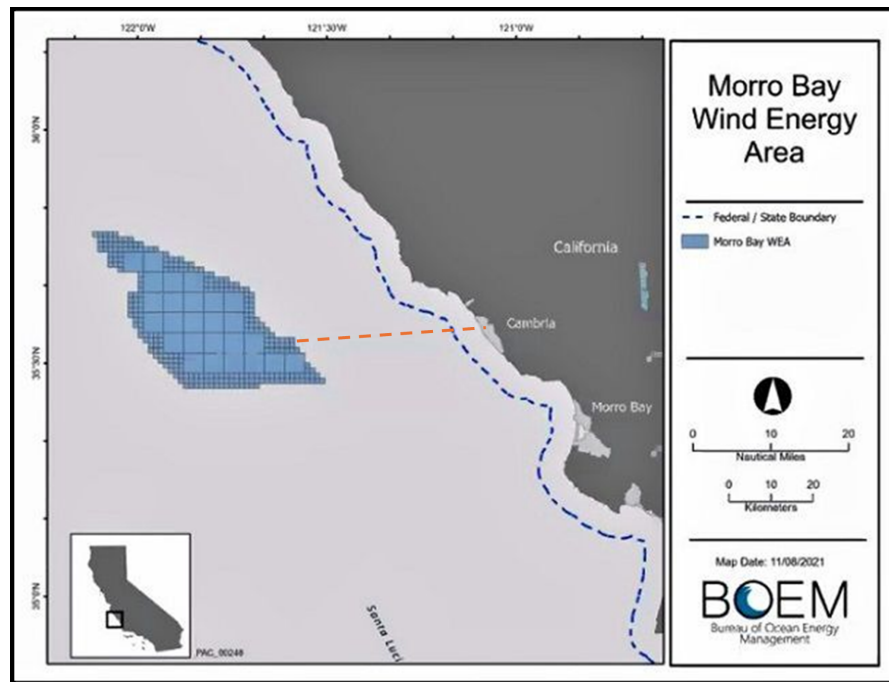 122°0'W
121°30'W
121°0'W
36°0'N
35°30'N
35°0'N
California
Cambria
Morro Bay
Santa Luci
PAC_00248
Morro Bay
Wind Energy
Area
Federal / State Boundary
Morro Bay WEA
0 10 20
Nautical Miles
0 10 20
Kilometers
Map Date: 11/08/2021
BOEM
Bureau of Ocean Energy
Management